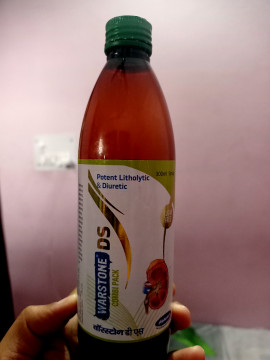 Potent Litholytic
& Diuretic
WARSTONE DS
COMBI PACK
वॉरस्टोन डी एस